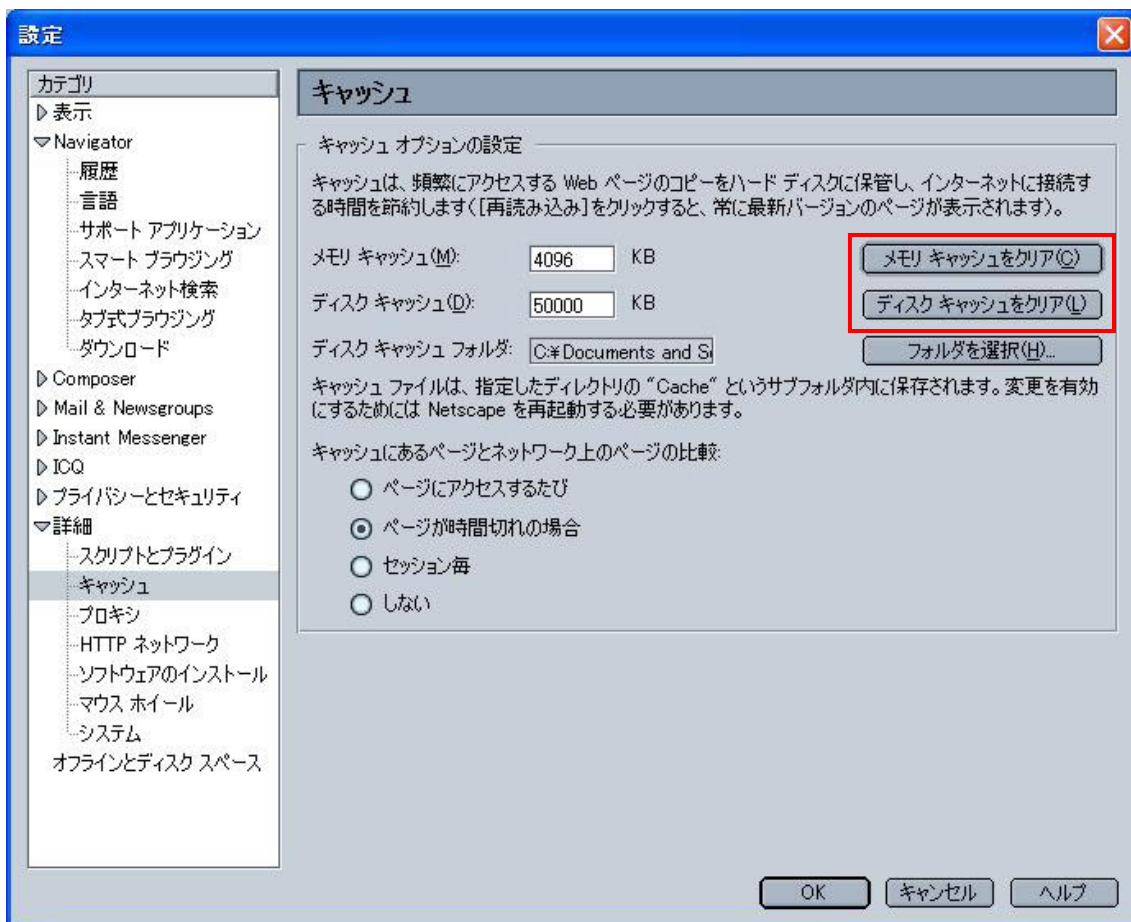 設定
カテゴリ
表示
Navigator
履歴
言語
サポート アプリケーション
スマート ブラウジング
インターネット検索
タブ式ブラウジング
ダウンロード
Composer
Mail & Newsgroups
Instant Messenger
ICQ
プライバシーとセキュリティ
詳細
スクリプトとプラグイン
キャッシュ
プロキシ
HTTP ネットワーク
ソフトウェアのインストール
マウス ホイール
システム
オフラインとディスク スペース
キャッシュ
キャッシュ オプションの設定
キャッシュは、頻繁にアクセスする Web ページのコピーをハード ディスクに保管し、インターネットに接続す
る時間を節約します([再読み込み]をクリックすると、常に最新バージョンのページが表示されます)。
メモリ キャッシュ(M): 4096 KB メモリ キャッシュをクリア(C)
ディスク キャッシュ(D): 50000 KB ディスク キャッシュをクリア(L)
ディスク キャッシュ フォルダ: C:¥Documents and S フォルダを選択(H)...
キャッシュ ファイルは、指定したディレクトリの "Cache" というサブフォルダ内に保存されます。変更を有効
にするためには Netscape を再起動する必要があります。
キャッシュにあるページとネットワーク上のページの比較:
ページにアクセスするたび
ページが時間切れの場合
セッション毎
しない
OK キャンセル ヘルプ